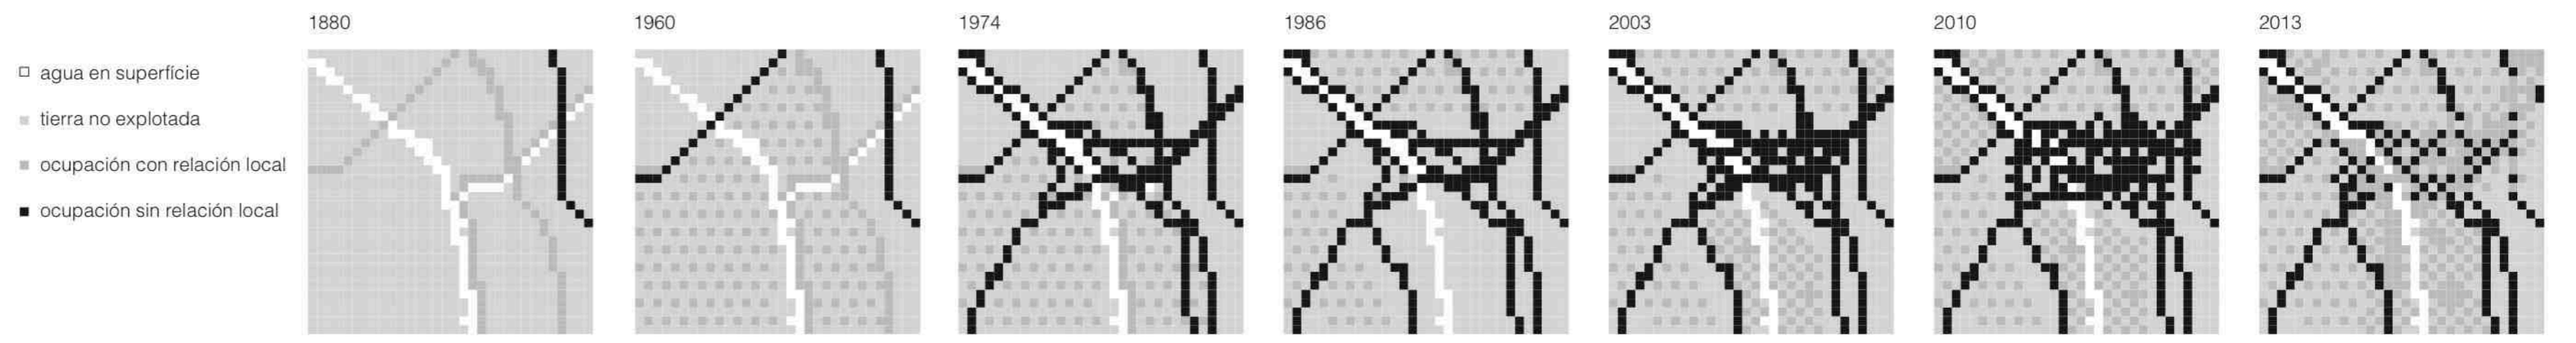 1880
1960
1974
1986
2003
2010
2013
agua en superfície
tierra no explotada
ocupación con relación local
ocupación sin relación local